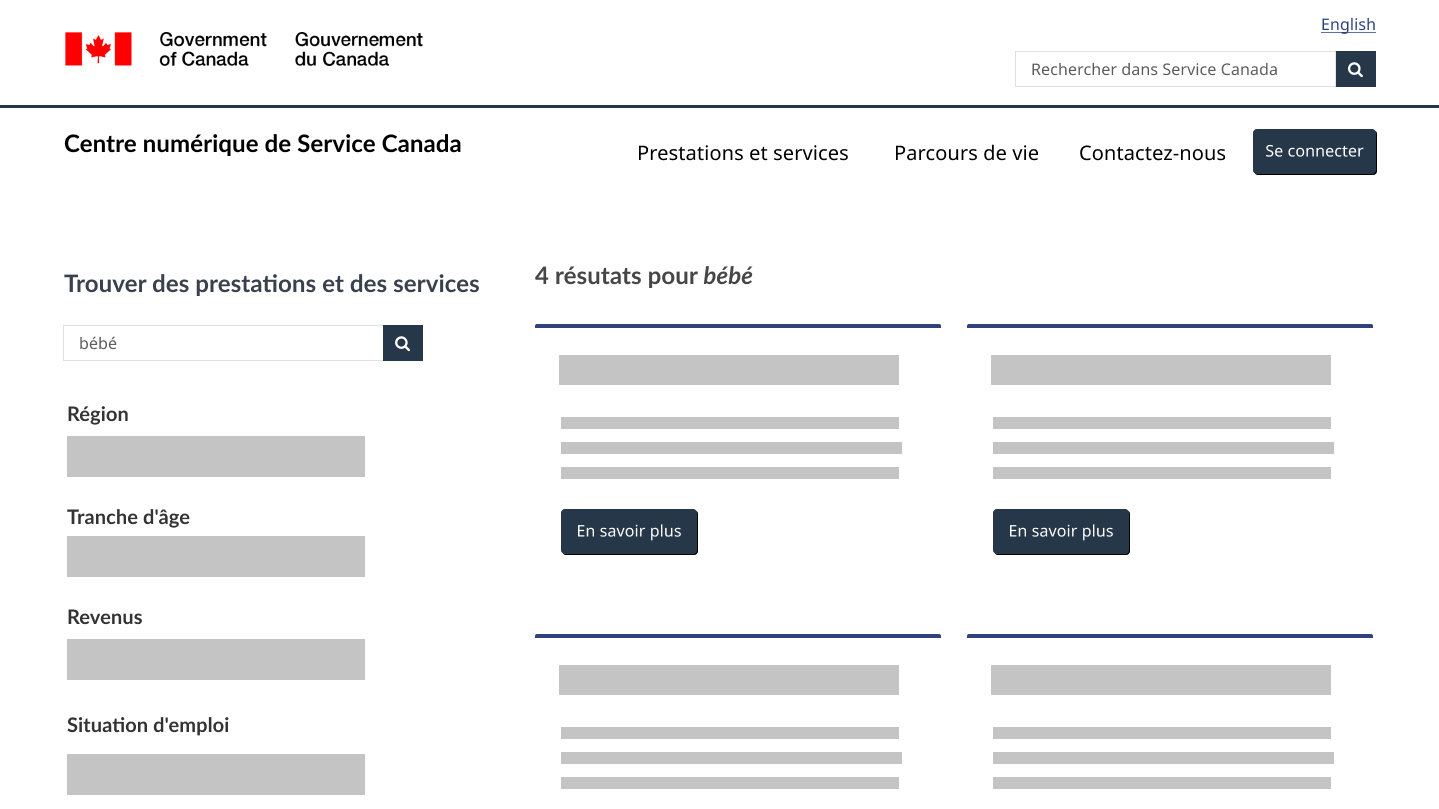 Government
of Canada
Gouvernement
du Canada
English
Rechercher dans Service Canada
Centre numérique de Service Canada
Prestations et services
Parcours de vie
Contactez-nous
Se connecter
Trouver des prestations et des services
bébé
Région
Tranche d'âge
Revenus
Situation d'emploi
4 résutats pour bébé
En savoir plus
En savoir plus